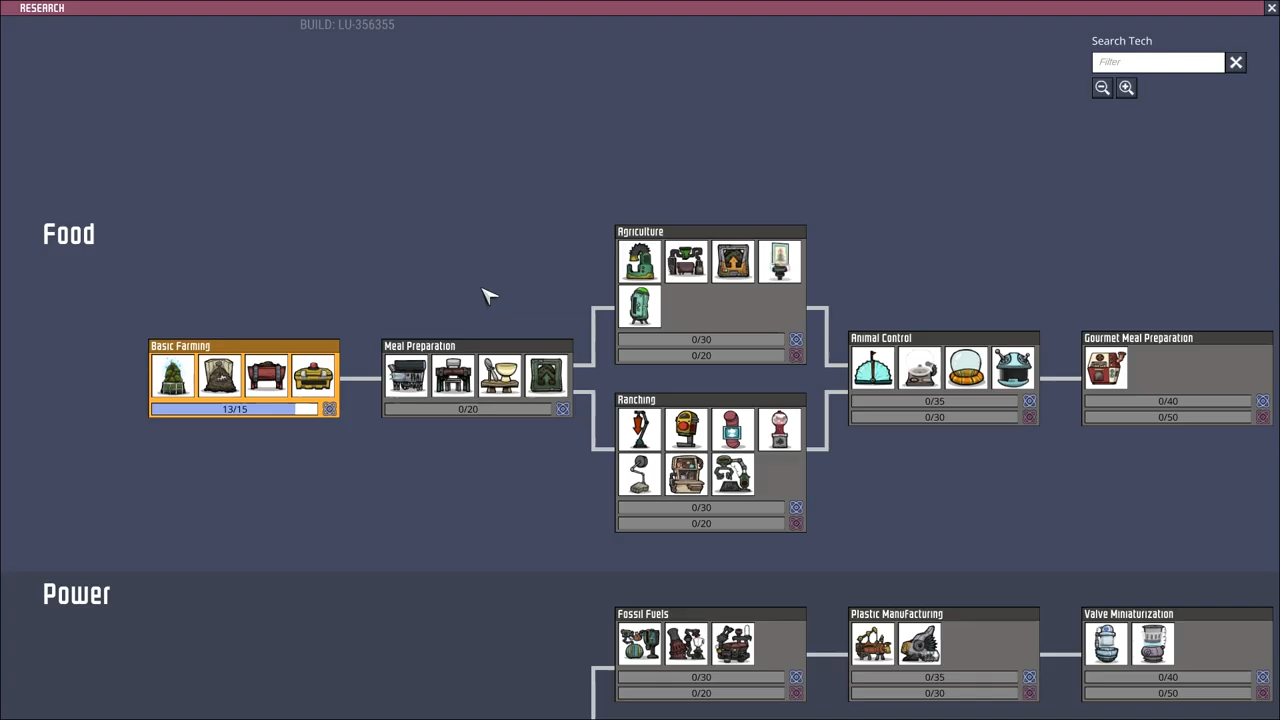 RESEARCH
BUILD: LU-356355
Search Tech
Filter
Food
Agriculture
0/30
0/20
Basic Farming
13/15
Meal Preparation
0/20
Ranching
0/30
0/20
Animal Control
0/35
0/30
Gourmet Meal Preparation
0/40
0/50
Power
Fossil Fuels
0/30
0/20
Plastic Manufacturing
0/35
0/30
Valve Miniaturization
0/40
0/50